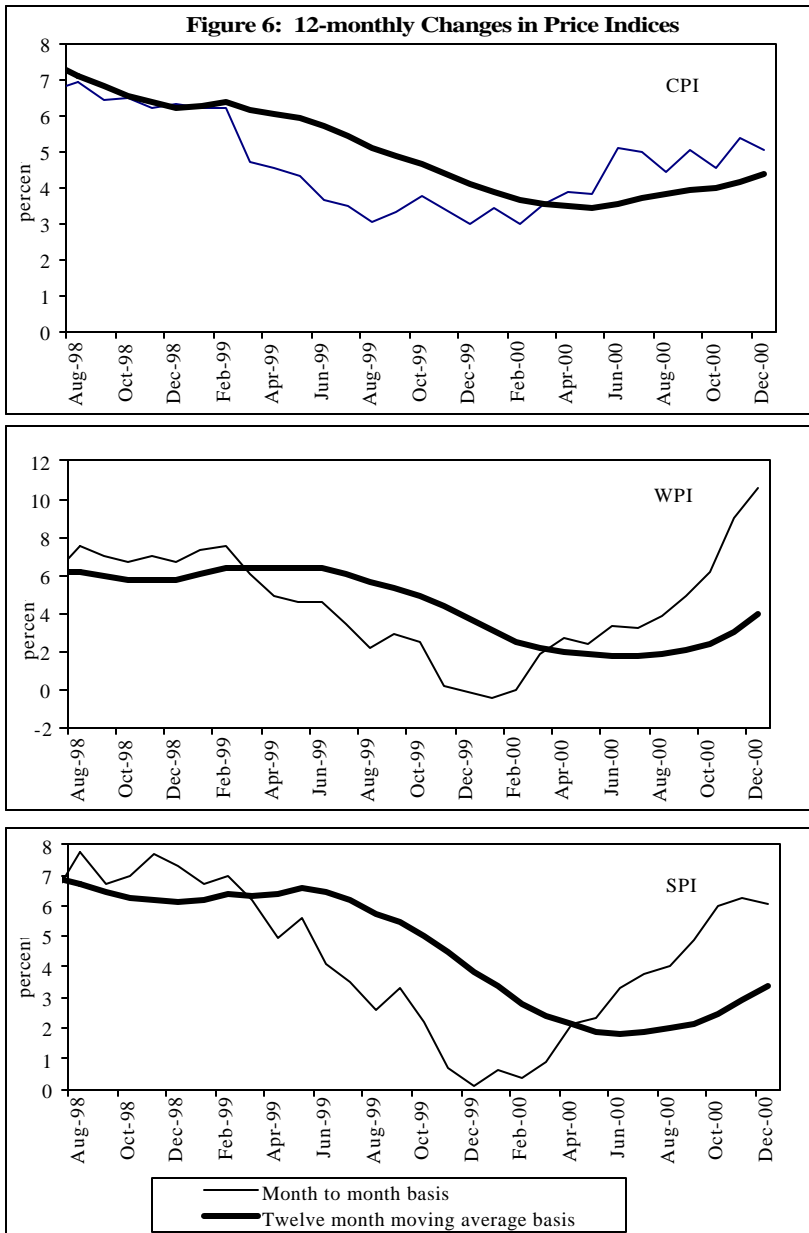 Figure 6: 12-monthly Changes in Price Indices
8
7
6
5
4
3
2
1
0
percen
CPI
Aug-98
Oct-98
Dec-98
Feb-99
Apr-99
Jun-99
Aug-99
Oct-99
Dec-99
Feb-00
Apr-00
Jun-00
Aug-00
Oct-00
Dec-00
12
10
8
6
4
2
0
-2
percen
WPI
Aug-98
Oct-98
Dec-98
Feb-99
Apr-99
Jun-99
Aug-99
Oct-99
Dec-99
Feb-00
Apr-00
Jun-00
Aug-00
Oct-00
Dec-00
8
7
6
5
4
3
2
1
0
percen
SPI
Aug-98
Oct-98
Dec-98
Feb-99
Apr-99
Jun-99
Aug-99
Oct-99
Dec-99
Feb-00
Apr-00
Jun-00
Aug-00
Oct-00
Dec-00
Month to month basis
Twelve month moving average basis